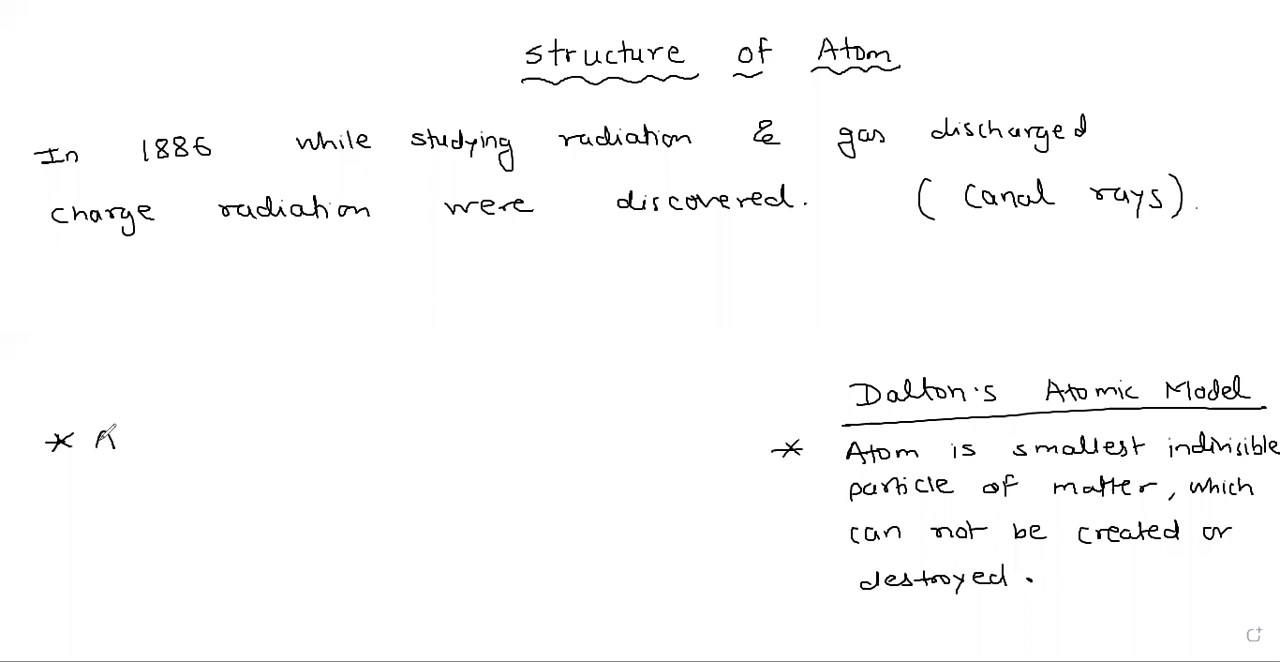 structure of Atom
In 1886 while studying radiation & gas discharged
charge radiation were discovered. (canal rays).
Dalton's Atomic Model
* Atom is smallest indivisible
particle of matter, which
can not be created or
destroyed.
*